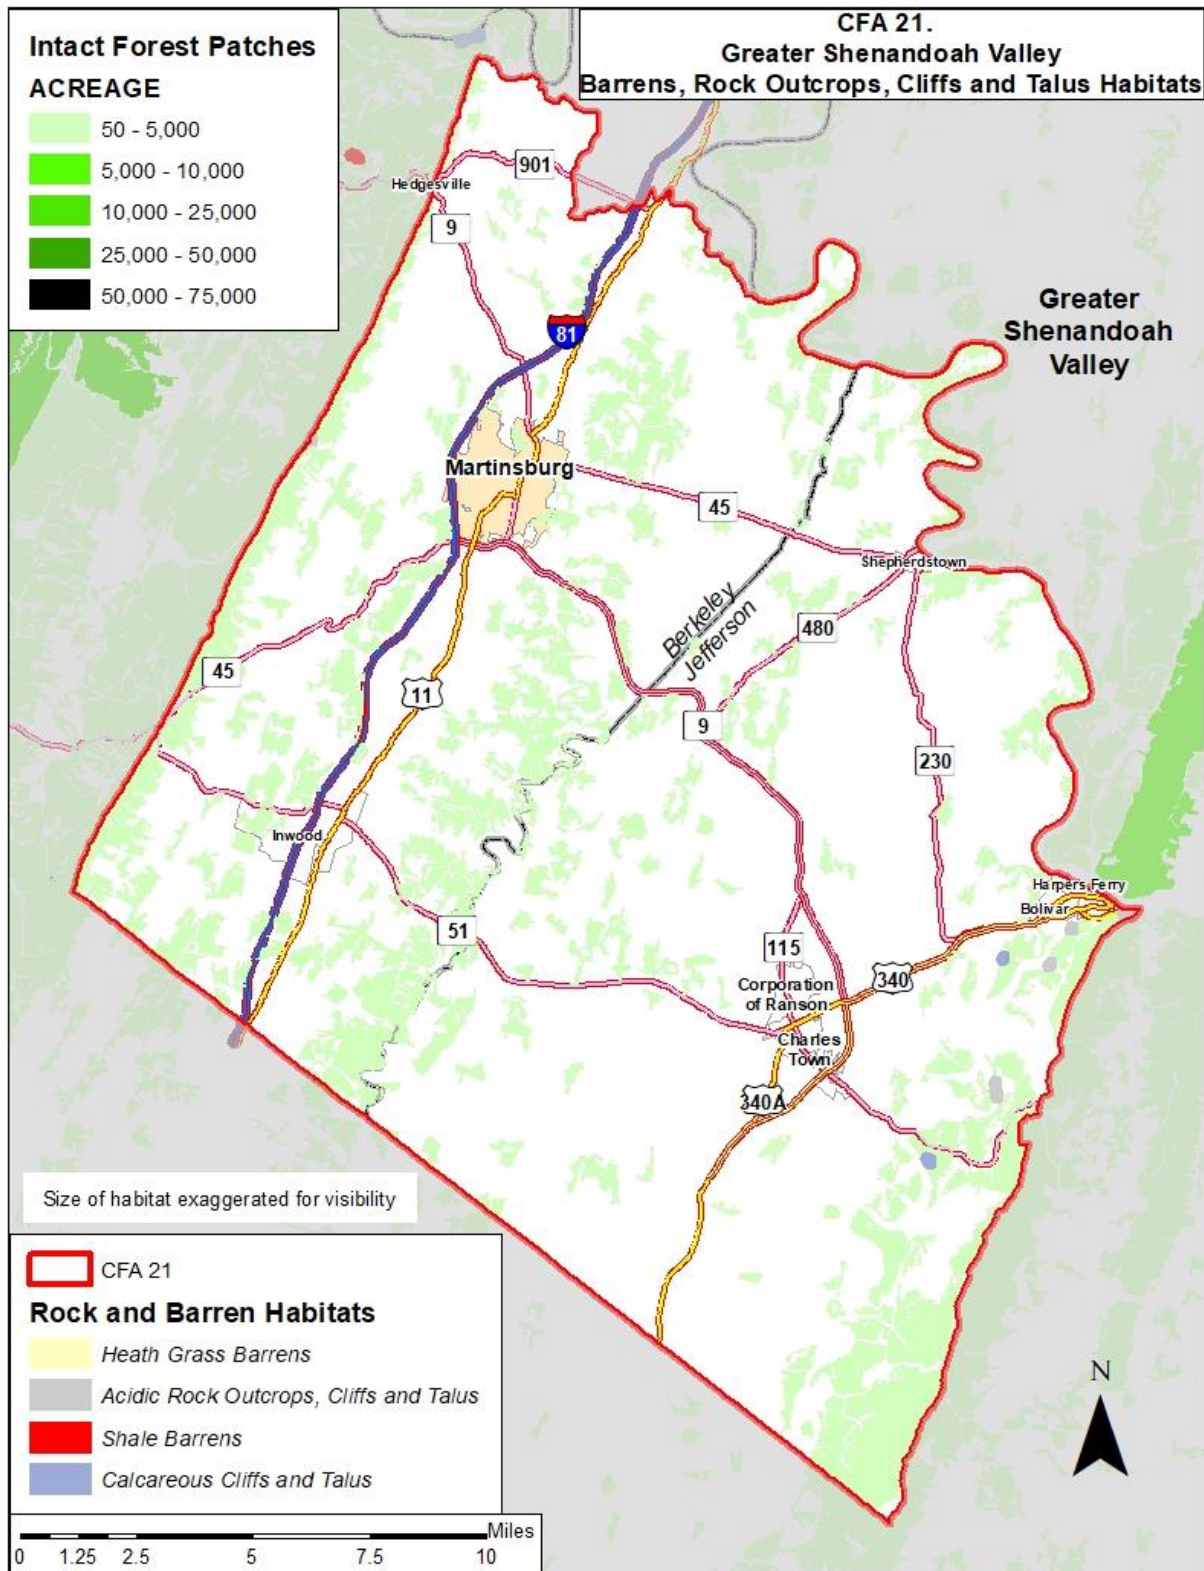 CFA 21.
Greater Shenandoah Valley
Barrens, Rock Outcrops, Cliffs and Talus Habitats
Intact Forest Patches
ACREAGE
50 - 5,000
5,000 - 10,000
10,000 - 25,000
25,000 - 50,000
50,000 - 75,000
901
Hedgesville
9
Greater
Shenandoah
Valley
81
Martinsburg
45
Shepherdstown
Berkeley
Jefferson
480
45
11
9
230
Inwood
Harpers Ferry
Bolivar
51
115
340
Corporation
of Ranson
Charles
Town
340A
Size of habitat exaggerated for visibility
CFA 21
Rock and Barren Habitats
Heath Grass Barrens
Acidic Rock Outcrops, Cliffs and Talus
Shale Barrens
Calcareous Cliffs and Talus
N
Miles
0 1.25 2.5 5 7.5 10